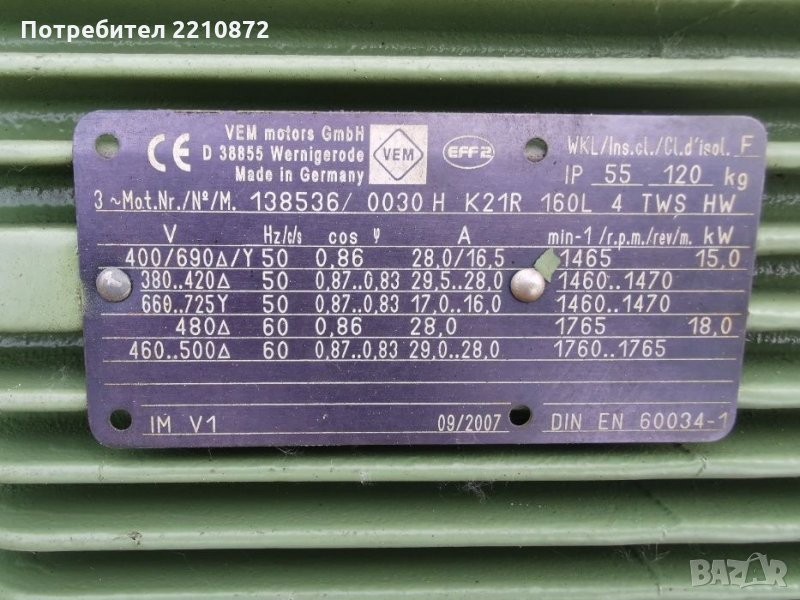 Потребител 2210872
VEM motors GmbH
D 38855 Wernigerode
Made in Germany
CE
VEM
EFF2
WKL/Ins.cl./Cl.d'isol. F
IP 55 120 kg
3 ~Mot.Nr./Nº/M. 138536/ 0030 H K21R 160L 4 TWS HW
V Hz/c/s cos φ A min-1 /r.p.m./rev/m. kW
400/690Δ/Y 50 0,86 28,0/16,5 1465 15,0
380..420Δ 50 0,87..0,83 29,5..28,0 1460..1470
660..725Y 50 0,87..0,83 17,0..16,0 1460..1470
480Δ 60 0,86 28,0 1765 18,0
460..500Δ 60 0,87..0,83 29,0..28,0 1760..1765
IM V1 09/2007 DIN EN 60034-1
BAZAR